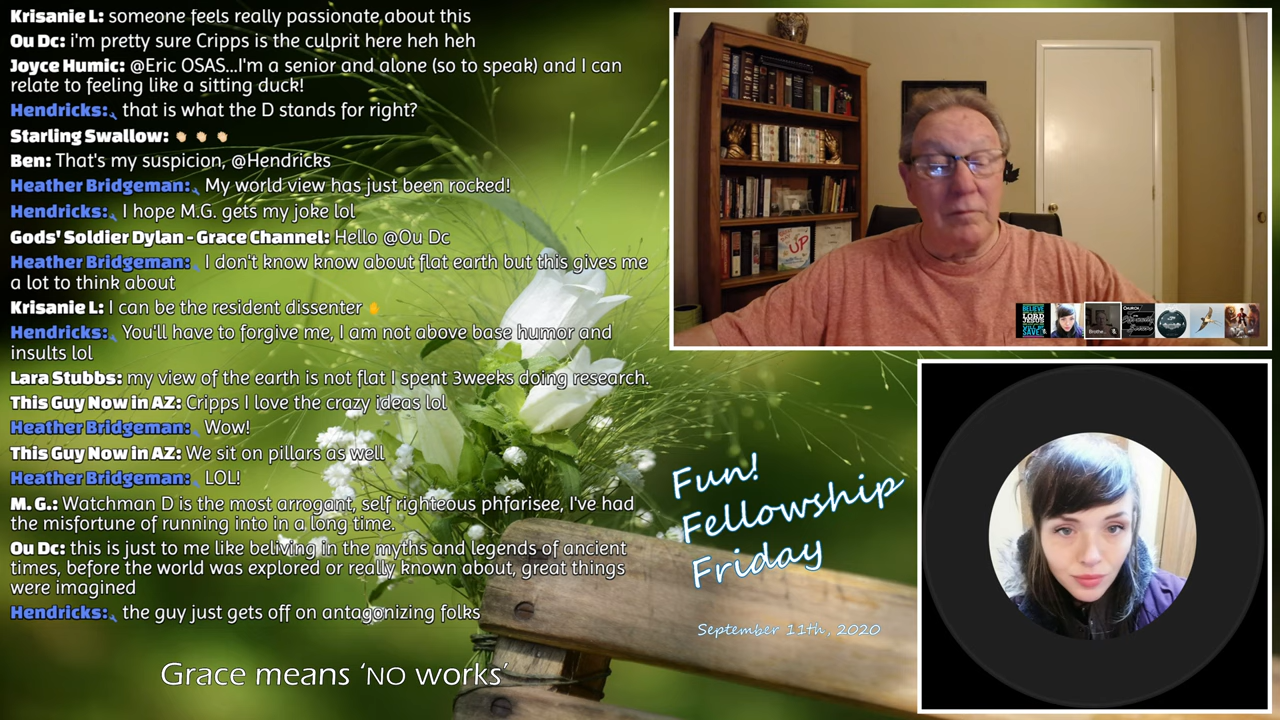 Krisanie L: someone feels really passionate about this
Ou Dc: i'm pretty sure Cripps is the culprit here heh heh
Joyce Humic: @Eric OSAS...I'm a senior and alone (so to speak) and I can
relate to feeling like a sitting duck!
Hendricks: that is what the D stands for right?
Starling Swallow: 👏🏻 👏🏻 👏🏻
Ben: That's my suspicion, @Hendricks
Heather Bridgeman: My world view has just been rocked!
Hendricks: I hope M.G. gets my joke lol
Gods' Soldier Dylan - Grace Channel: Hello @Ou Dc
Heather Bridgeman: I don't know know about flat earth but this gives me
a lot to think about
Krisanie L: I can be the resident dissenter ✋
Hendricks: You'll have to forgive me, I am not above base humor and
insults lol
Lara Stubbs: my view of the earth is not flat I spent 3weeks doing research.
This Guy Now in AZ: Cripps I love the crazy ideas lol
Heather Bridgeman: Wow!
This Guy Now in AZ: We sit on pillars as well
Heather Bridgeman: LOL!
M. G.: Watchman D is the most arrogant, self righteous phfarisee, I've had
the misfortune of running into in a long time.
Ou Dc: this is just to me like beliving in the myths and legends of ancient
times, before the world was explored or really known about, great things
were imagined
Hendricks: the guy just gets off on antagonizing folks
Grace means 'NO works'
UP
BELIEVE
LORD
JESUS
SAVE
Brothe...
CHURCH
Fun!
Fellowship
Friday
September 11th, 2020